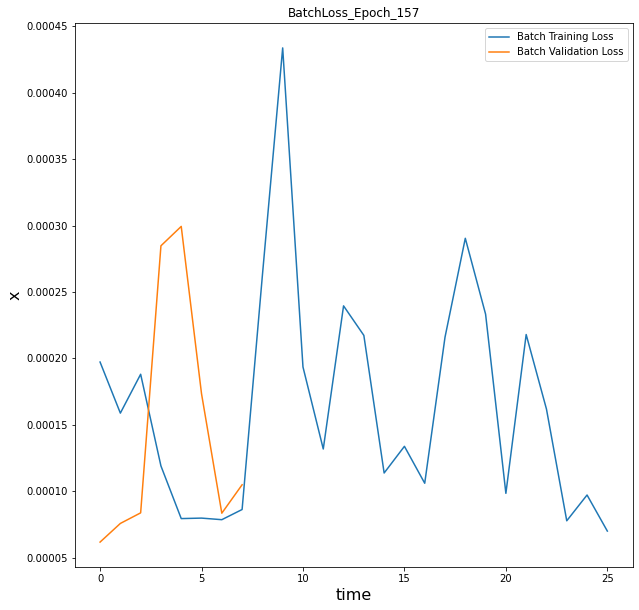 BatchLoss_Epoch_157
Batch Training Loss
Batch Validation Loss
0.00045
0.00040
0.00035
0.00030
0.00025
0.00020
0.00015
0.00010
0.00005
x
0 5 10 15 20 25
time